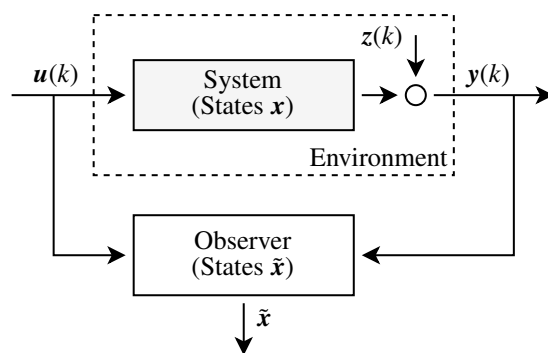 z(k)
u(k)
System
(States x)
y(k)
Environment
Observer
(States x̃)
x̃